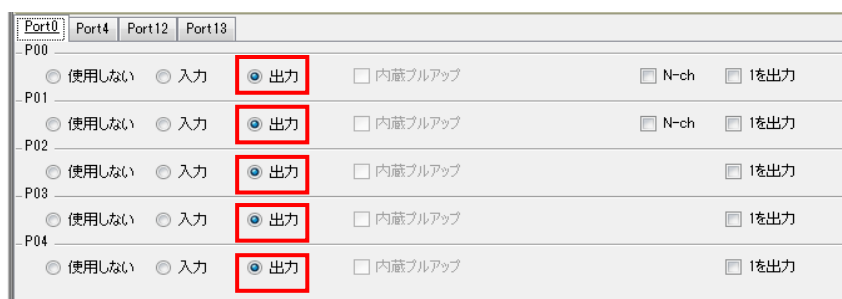 Port0 Port4 Port12 Port13
P00
使用しない 入力 出力 内蔵プルアップ N-ch 1を出力
P01
使用しない 入力 出力 内蔵プルアップ N-ch 1を出力
P02
使用しない 入力 出力 内蔵プルアップ 1を出力
P03
使用しない 入力 出力 内蔵プルアップ 1を出力
P04
使用しない 入力 出力 内蔵プルアップ 1を出力